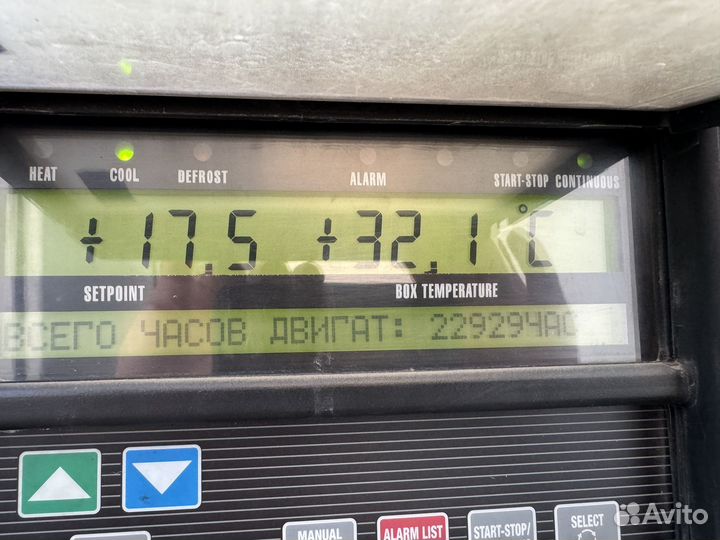 HEAT COOL DEFROST ALARM START-STOP CONTINUOUS
+17,5 +32,1 °C
SETPOINT BOX TEMPERATURE
ВСЕГО ЧАСОВ ДВИГАТ: 22929ЧАС
MANUAL ALARM LIST START-STOP/ SELECT
Avito